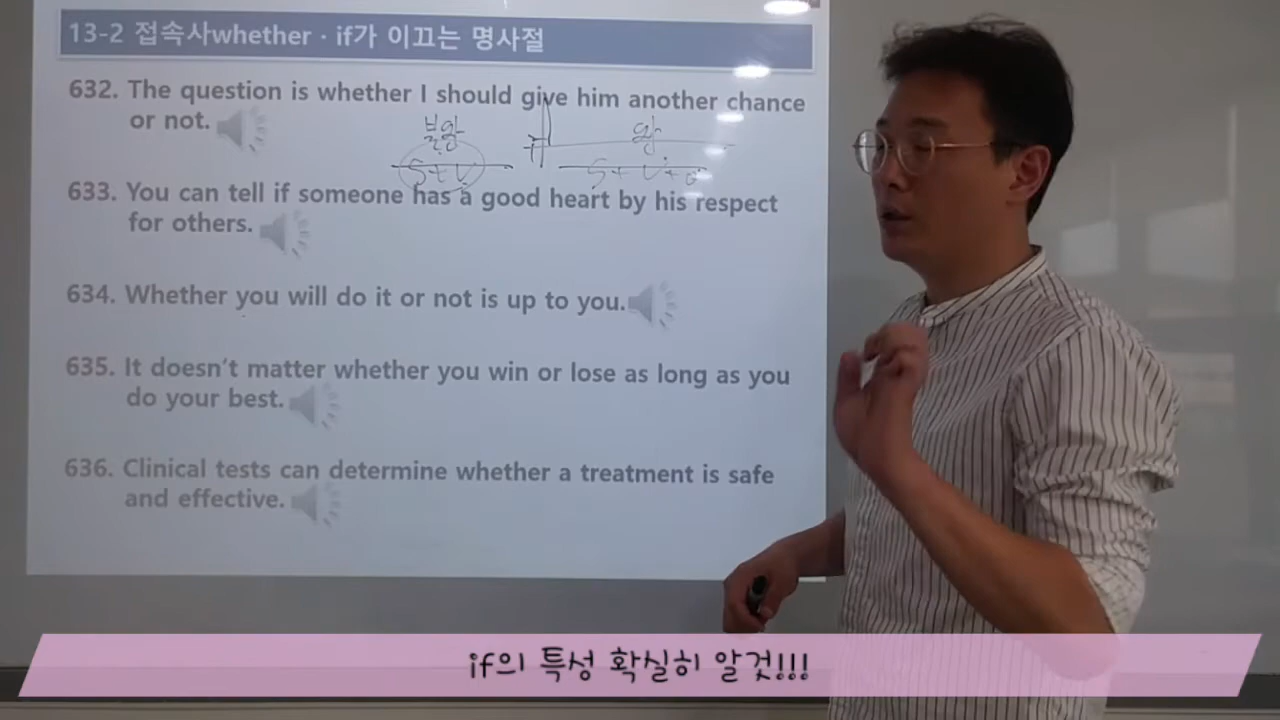 13-2 접속사whether · if가 이끄는 명사절
632. The question is whether I should give him another chance
or not.
불완
완
S+V
S+V+o
633. You can tell if someone has a good heart by his respect
for others.
634. Whether you will do it or not is up to you.
635. It doesn't matter whether you win or lose as long as you
do your best.
636. Clinical tests can determine whether a treatment is safe
and effective.
if의 특성 확실히 알것!!!